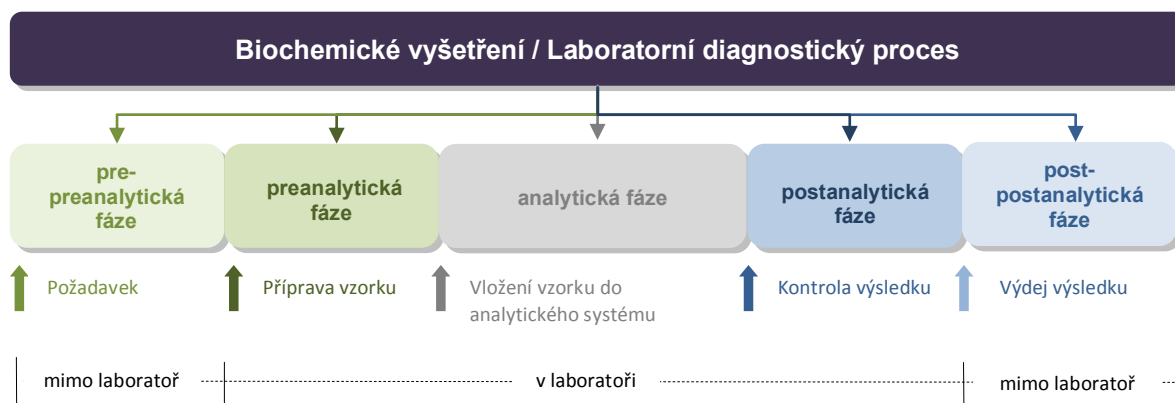 Biochemické vyšetření / Laboratorní diagnostický proces
pre-
preanalytická
fáze
preanalytická
fáze
analytická fáze
postanalytická
fáze
post-
postanalytická
fáze
Požadavek
Příprava vzorku
Vložení vzorku do
analytického systému
Kontrola výsledku
Výdej výsledku
mimo laboratoř
v laboratoři
mimo laboratoř